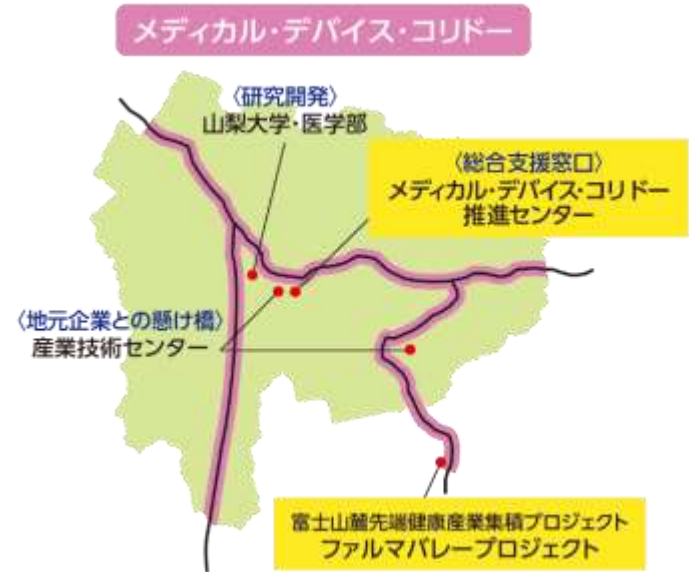 メディカル・デバイス・コリドー
〈研究開発〉
山梨大学・医学部
〈総合支援窓口〉
メディカル・デバイス・コリドー
推進センター
〈地元企業との懸け橋〉
産業技術センター
富士山麓先端健康産業集積プロジェクト
ファルマバレープロジェクト